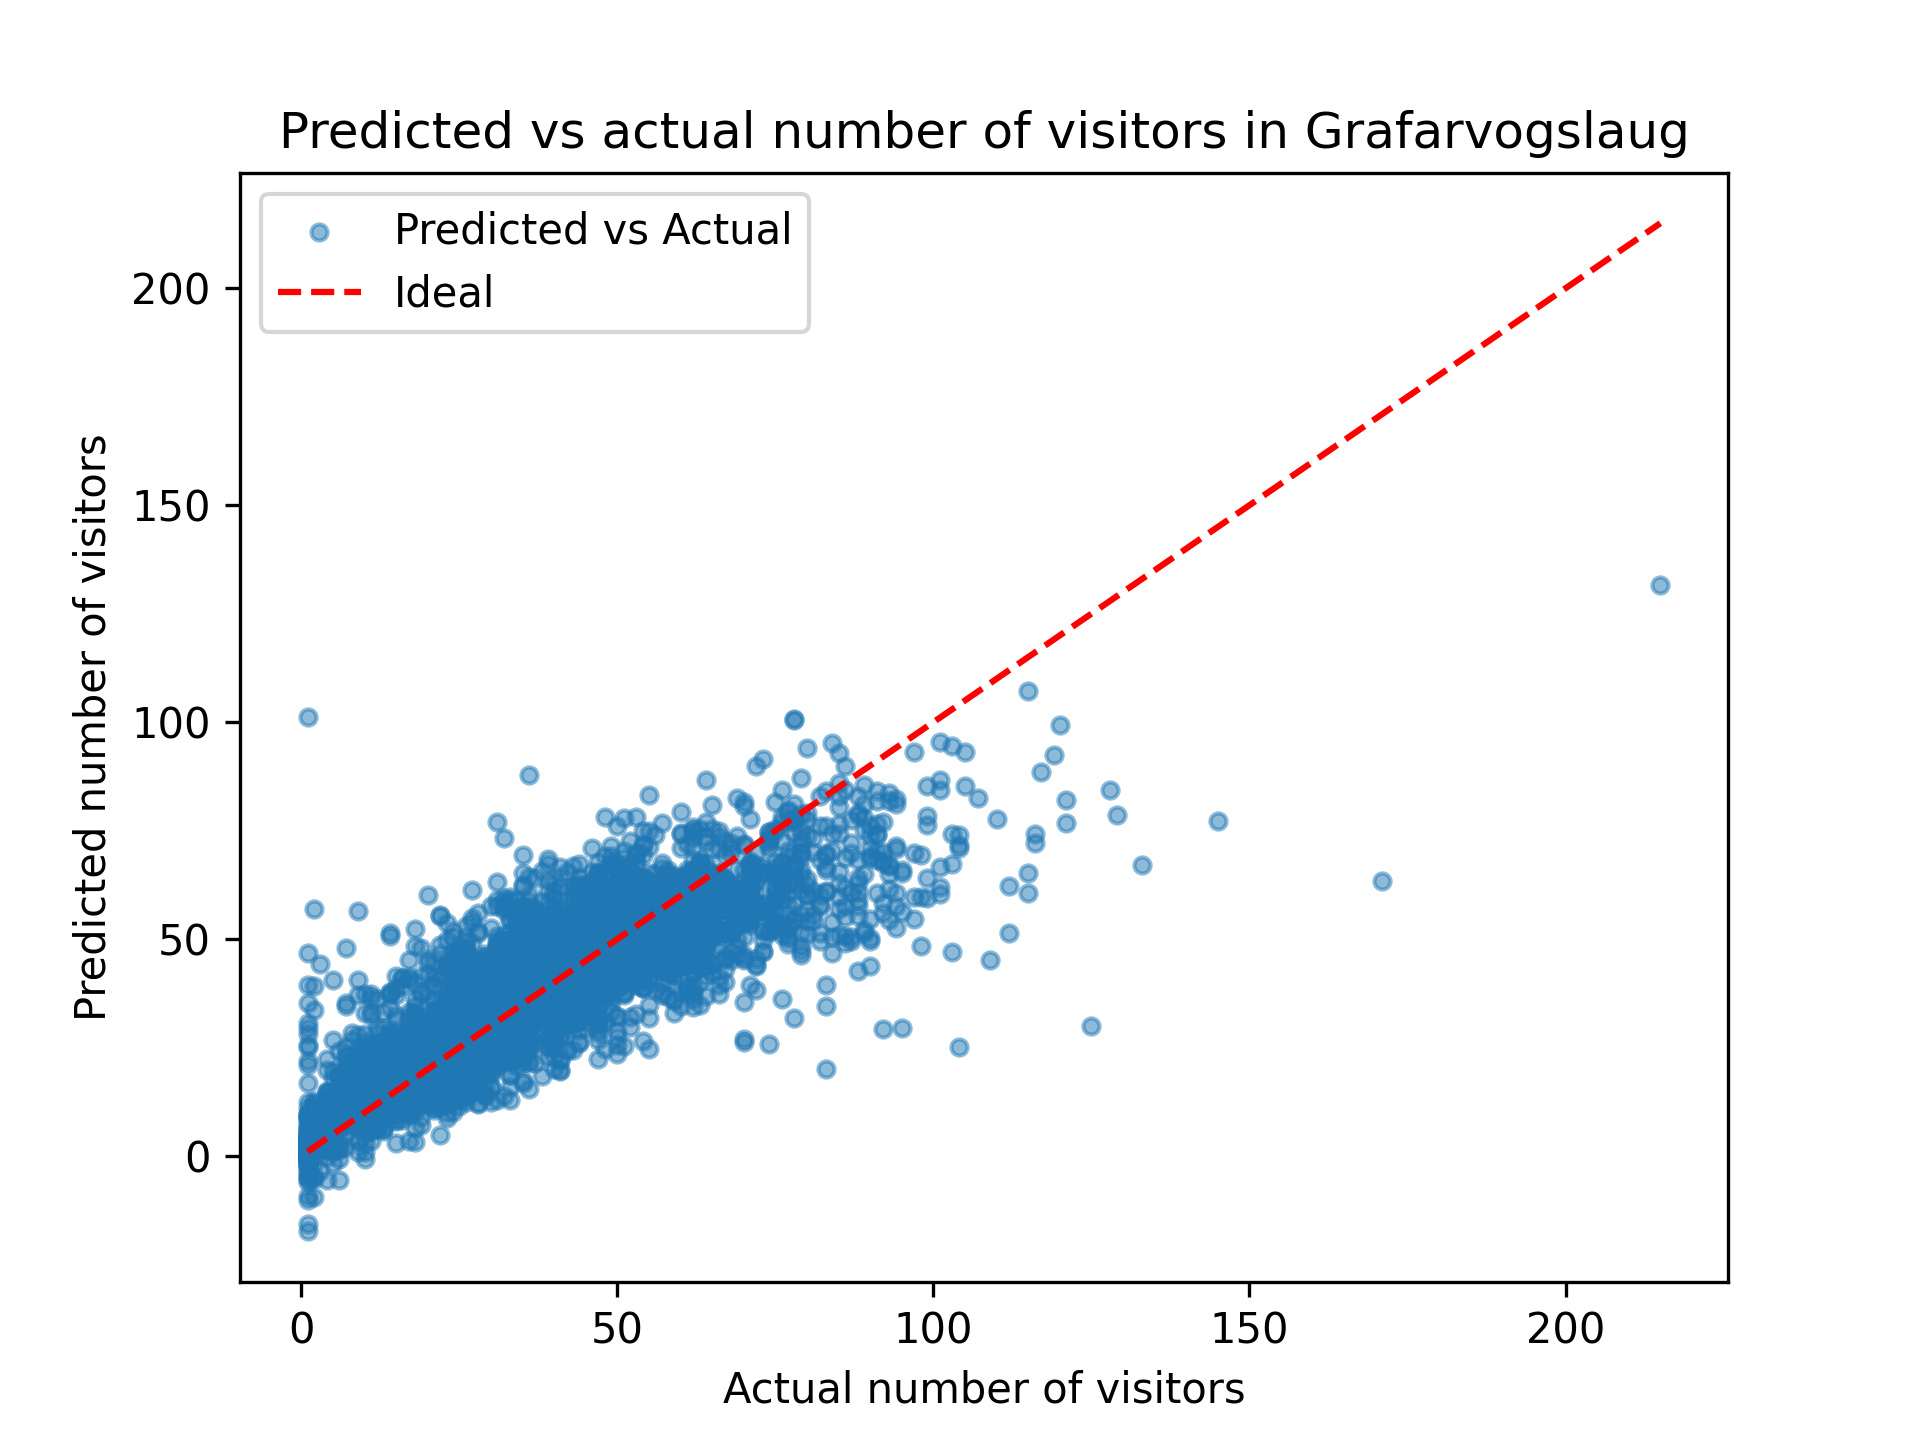 Predicted vs actual number of visitors in Grafarvogslaug
Predicted vs Actual
Ideal
200
150
100
50
0
Predicted number of visitors
0 50 100 150 200
Actual number of visitors